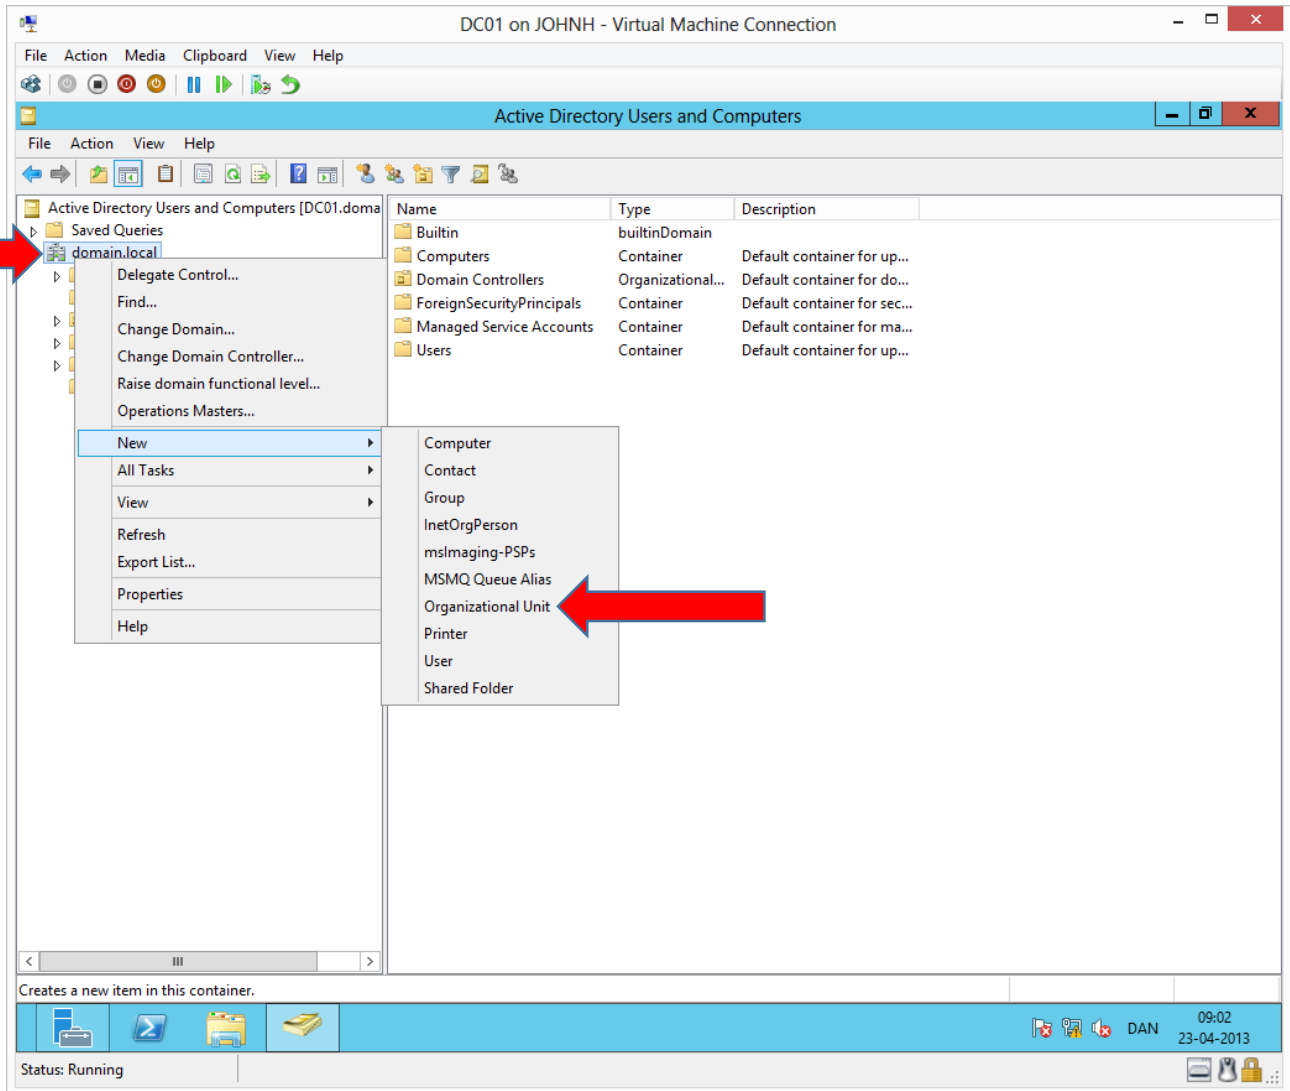 DC01 on JOHNH - Virtual Machine Connection
File Action Media Clipboard View Help
Active Directory Users and Computers
File Action View Help
Active Directory Users and Computers [DC01.doma
Saved Queries
domain.local
Name Type Description
Builtin builtinDomain
Computers Container Default container for up...
Domain Controllers Organizational... Default container for do...
ForeignSecurityPrincipals Container Default container for sec...
Managed Service Accounts Container Default container for ma...
Users Container Default container for up...
Delegate Control...
Find...
Change Domain...
Change Domain Controller...
Raise domain functional level...
Operations Masters...
New
All Tasks
View
Refresh
Export List...
Properties
Help
Computer
Contact
Group
InetOrgPerson
msImaging-PSPs
MSMQ Queue Alias
Organizational Unit
Printer
User
Shared Folder
Creates a new item in this container.
DAN
09:02
23-04-2013
Status: Running